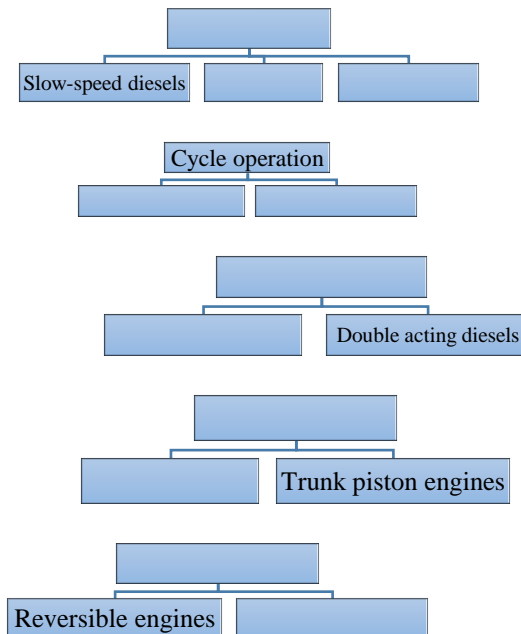 Slow-speed diesels
Cycle operation
Double acting diesels
Trunk piston engines
Reversible engines